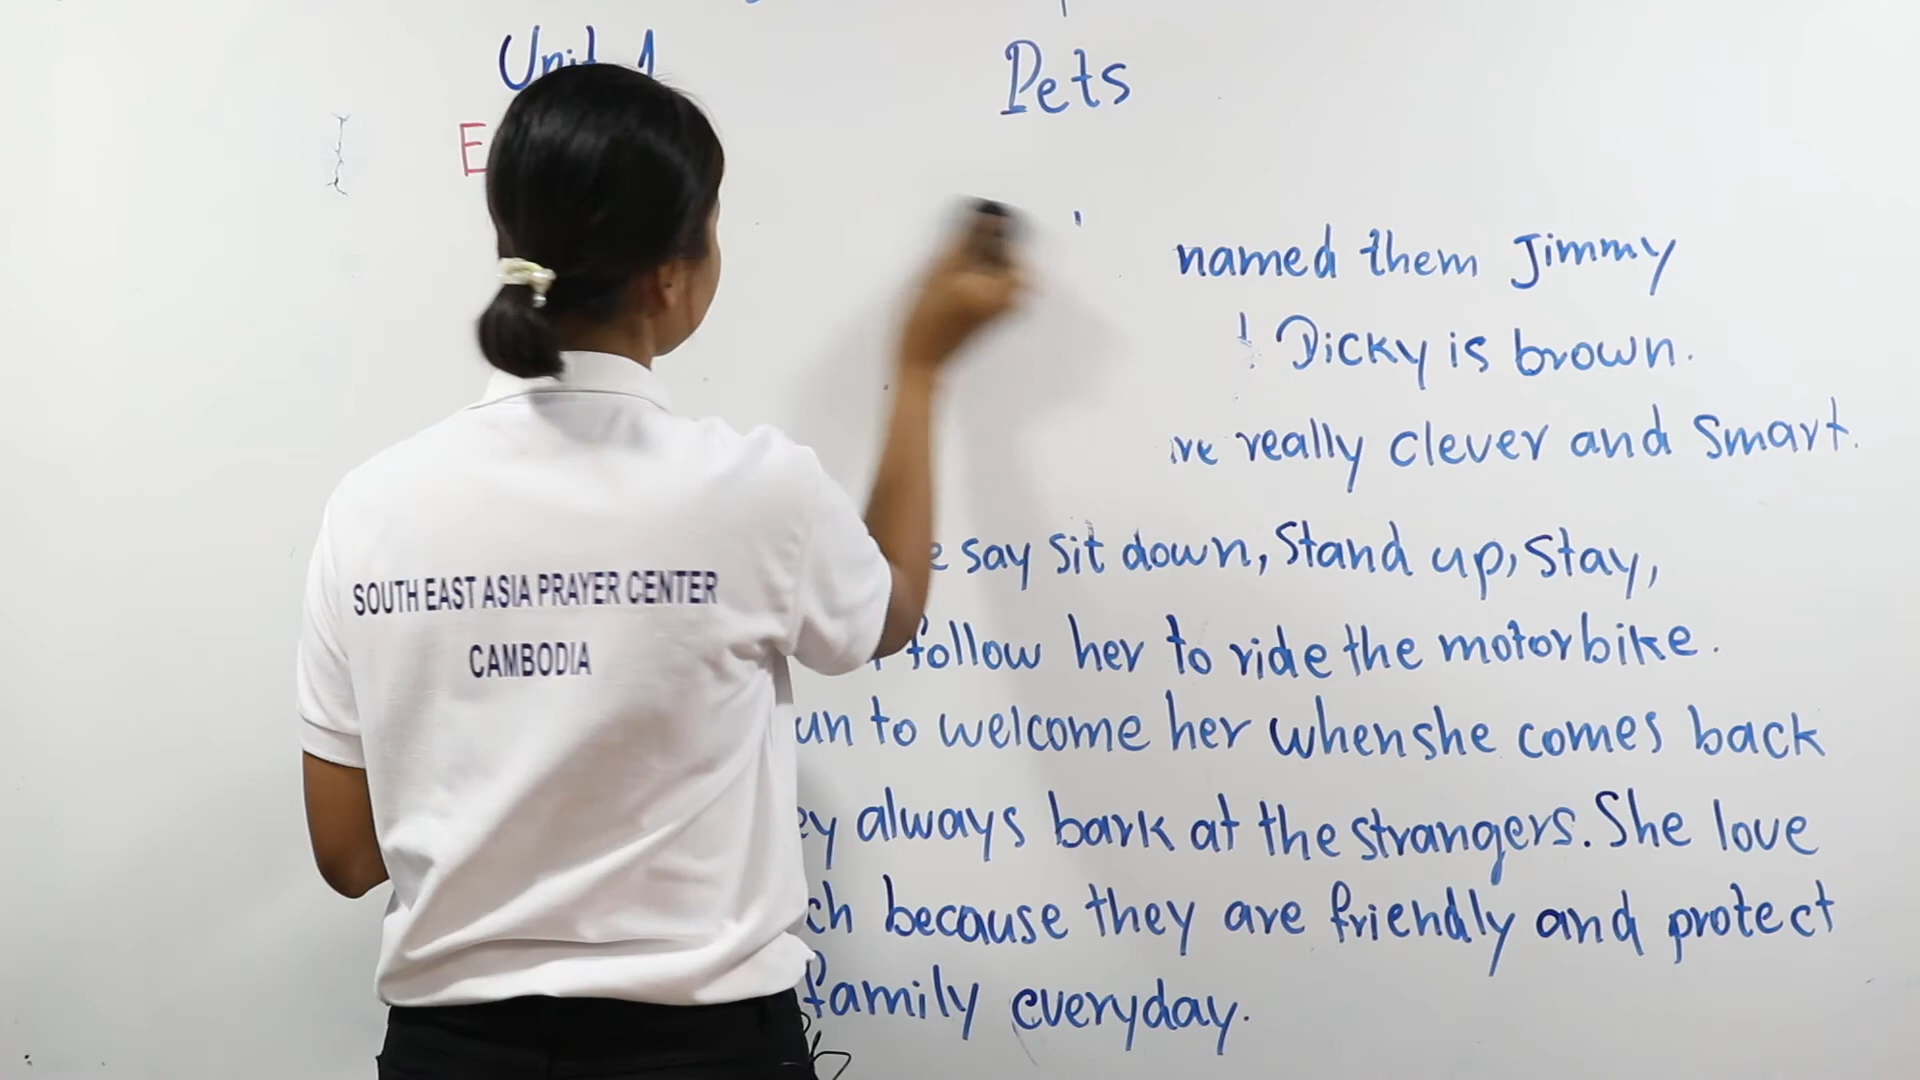 Unit 1
Pets
E
named them Jimmy
Dicky is brown.
really clever and smart.
say sit down, stand up, stay,
follow her to ride the motorbike.
to welcome her when she comes back
always bark at the strangers. She love
because they are friendly and protect
family everyday.
SOUTH EAST ASIA PRAYER CENTER
CAMBODIA